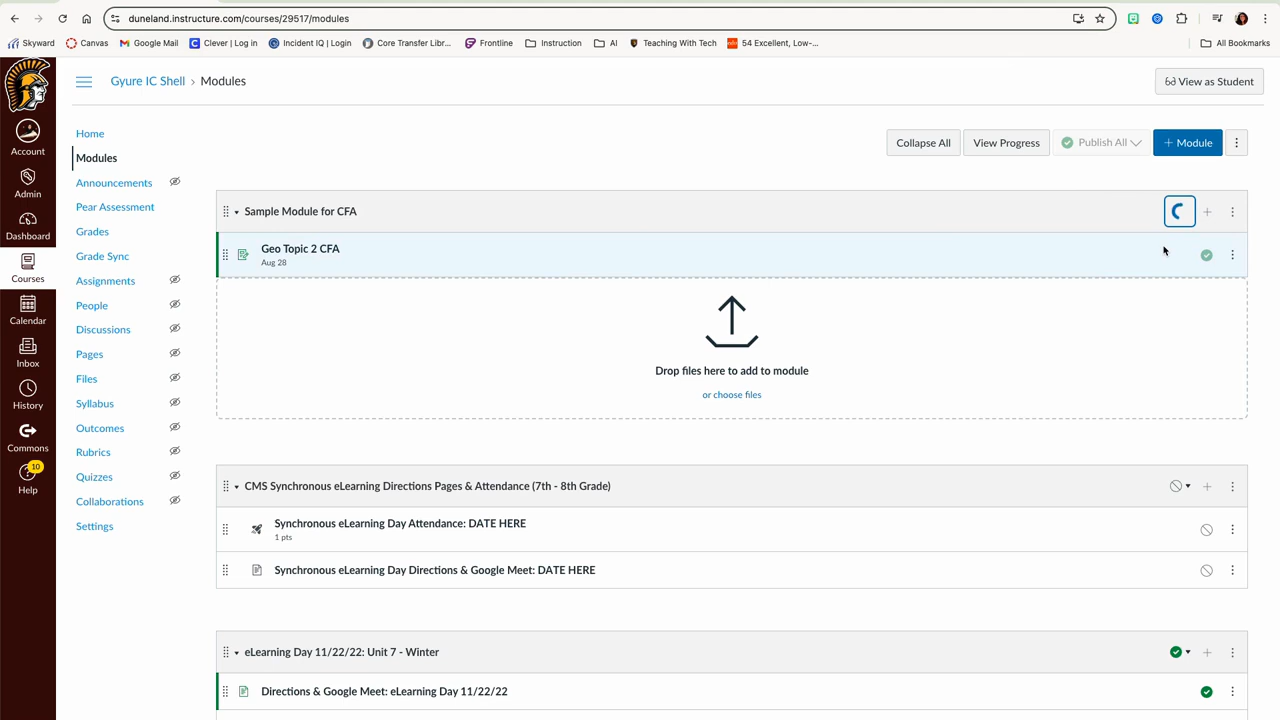 duneland.instructure.com/courses/29517/modules
Skyward
Canvas
Google Mail
Clever | Log in
Incident IQ | Login
Core Transfer Libr...
Frontline
Instruction
AI
Teaching With Tech
54 Excellent, Low-...
All Bookmarks
Gyure IC Shell › Modules
View as Student
Account
Admin
Dashboard
Courses
Calendar
Inbox
History
Commons
10
Help
Home
Modules
Announcements
Pear Assessment
Grades
Grade Sync
Assignments
People
Discussions
Pages
Files
Syllabus
Outcomes
Rubrics
Quizzes
Collaborations
Settings
Collapse All
View Progress
Publish All
+ Module
Sample Module for CFA
Geo Topic 2 CFA
Aug 28
Drop files here to add to module
or choose files
CMS Synchronous eLearning Directions Pages & Attendance (7th - 8th Grade)
Synchronous eLearning Day Attendance: DATE HERE
1 pts
Synchronous eLearning Day Directions & Google Meet: DATE HERE
eLearning Day 11/22/22: Unit 7 - Winter
Directions & Google Meet: eLearning Day 11/22/22